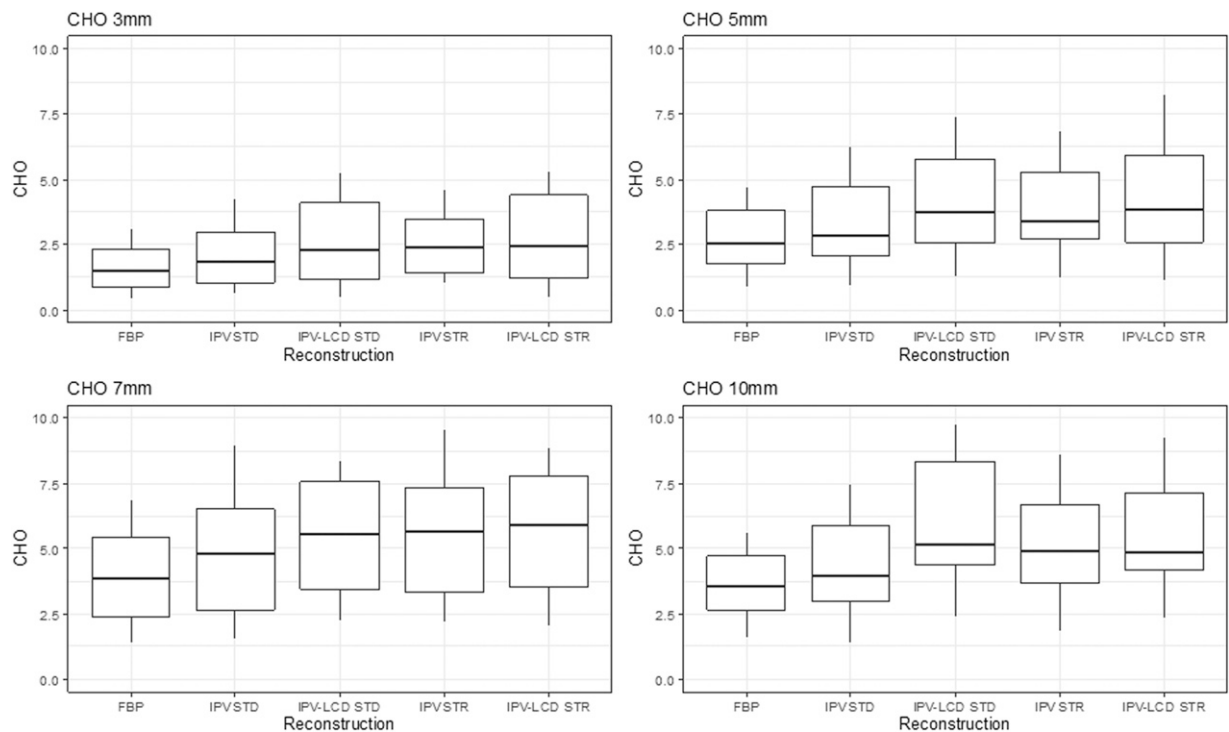 CHO 3mm
10.0
7.5
5.0
2.5
0.0
CHO
FBP IPV STD IPV-LCD STD IPV STR IPV-LCD STR
Reconstruction
CHO 5mm
10.0
7.5
5.0
2.5
0.0
CHO
FBP IPV STD IPV-LCD STD IPV STR IPV-LCD STR
Reconstruction
CHO 7mm
10.0
7.5
5.0
2.5
0.0
CHO
FBP IPV STD IPV-LCD STD IPV STR IPV-LCD STR
Reconstruction
CHO 10mm
10.0
7.5
5.0
2.5
0.0
CHO
FBP IPV STD IPV-LCD STD IPV STR IPV-LCD STR
Reconstruction